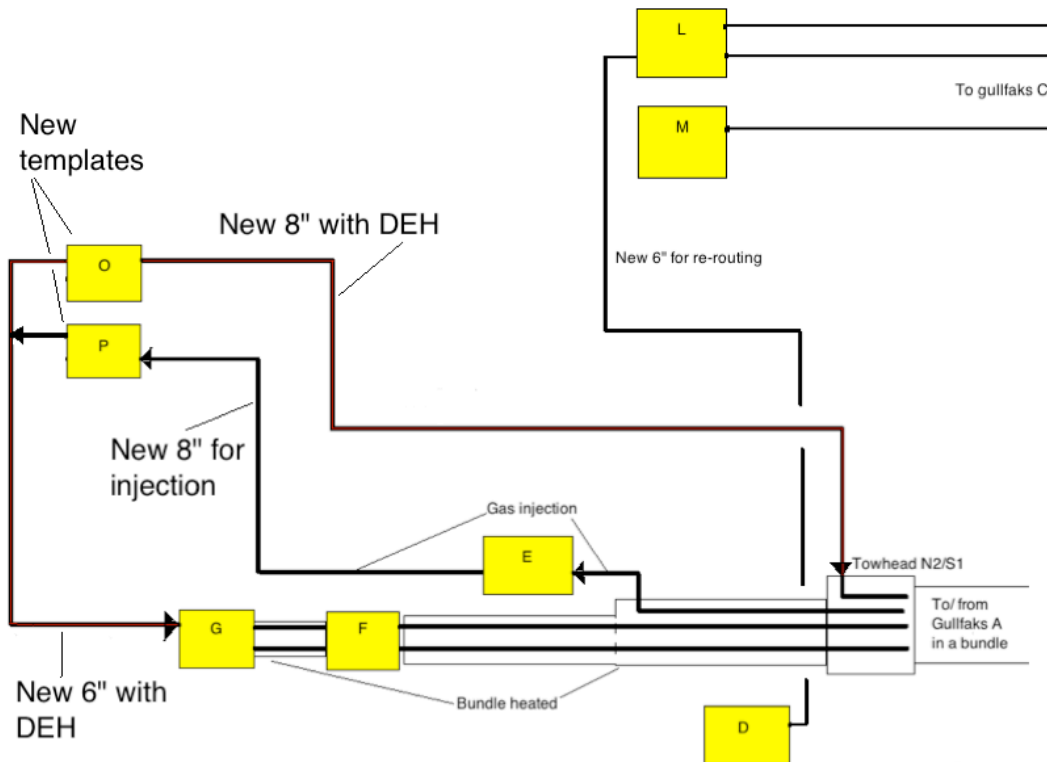 L
To gullfaks C
M
New
templates
New 8" with DEH
New 6" for re-routing
O
P
New 8" for
injection
Gas injection
E
Towhead N2/S1
To/ from
Gullfaks A
in a bundle
G
F
New 6" with
DEH
Bundle heated
D